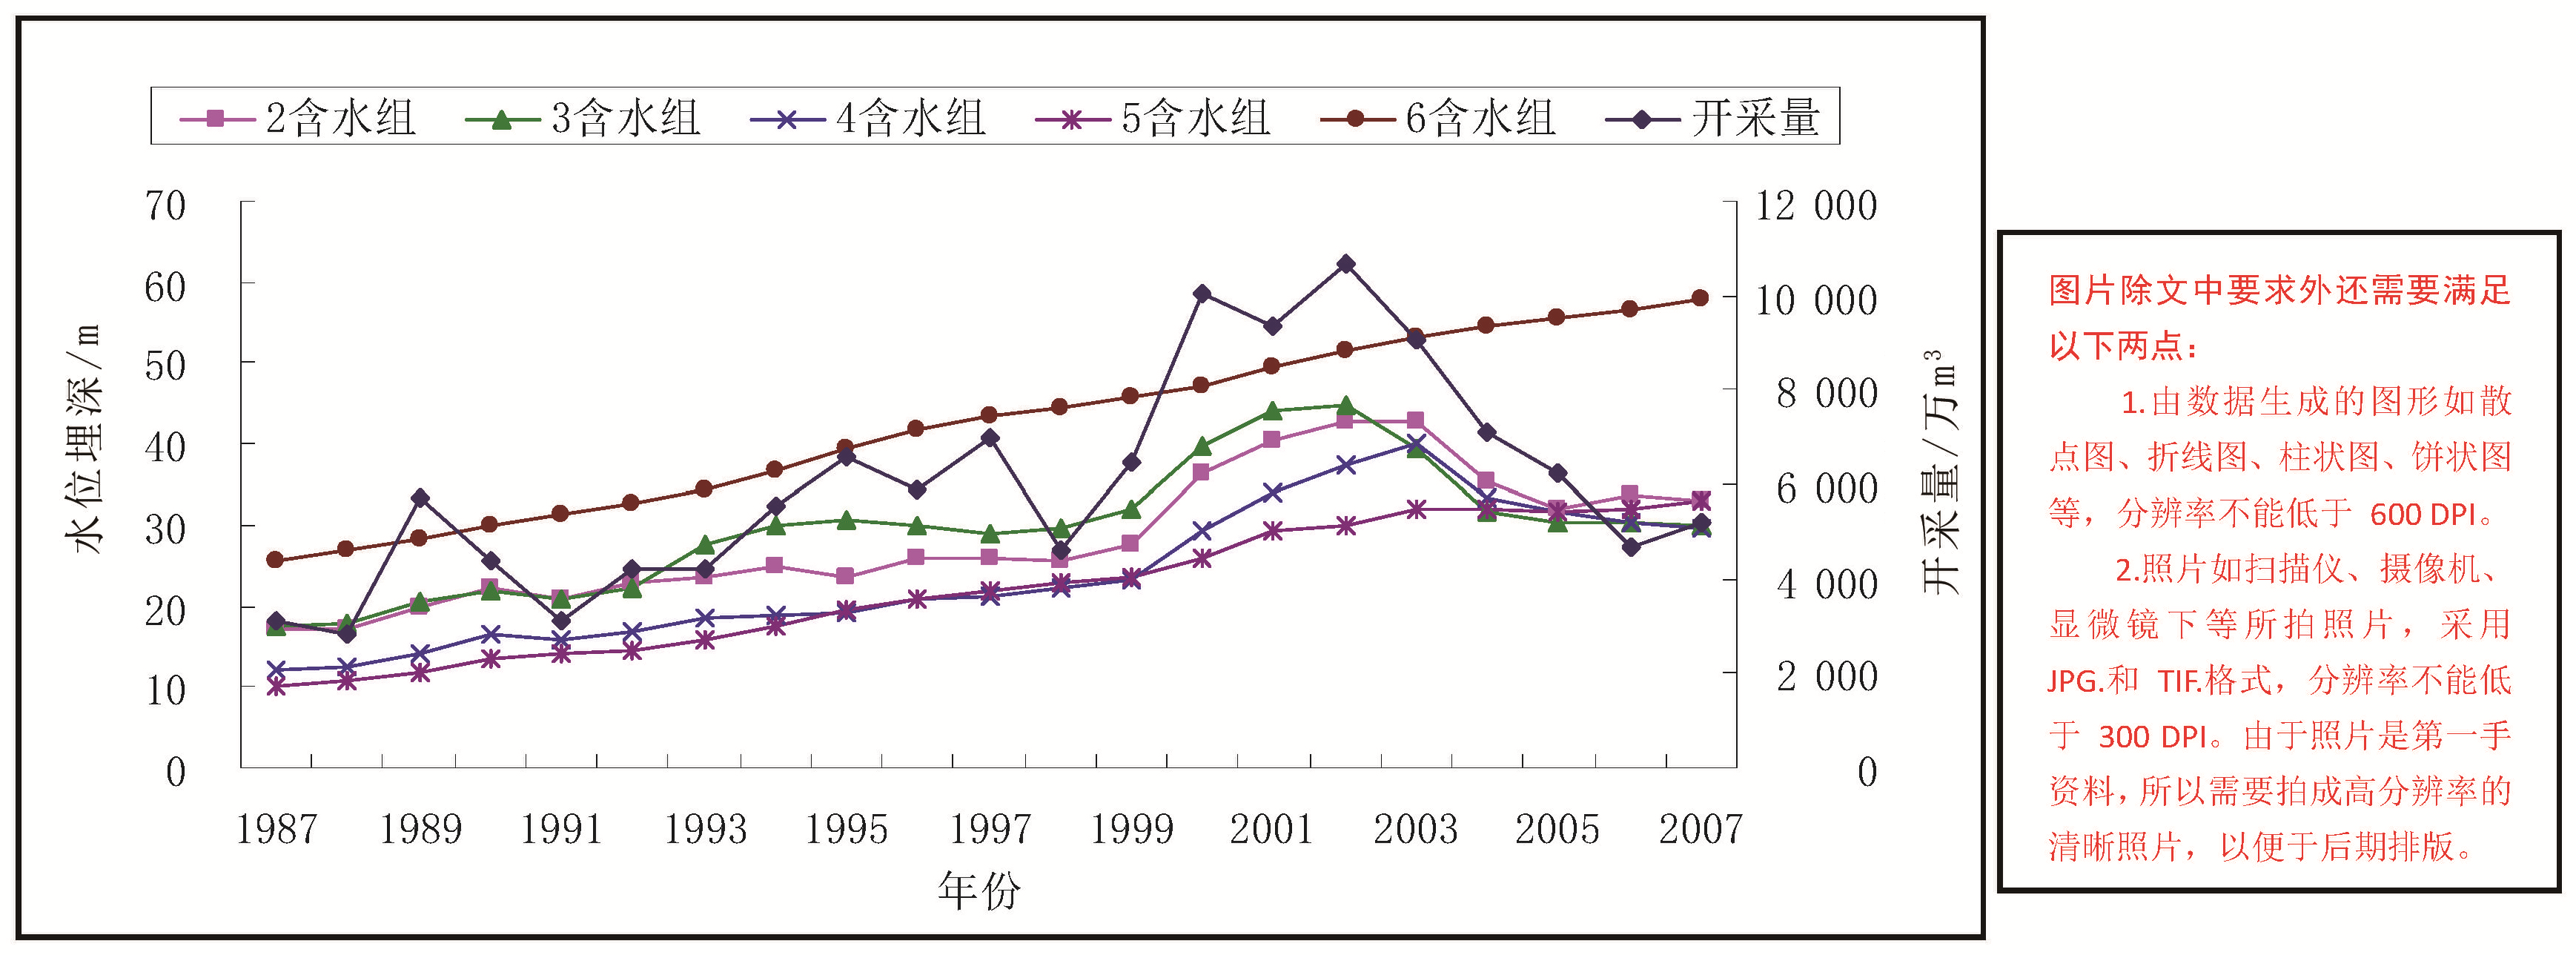 2含水组 3含水组 4含水组 5含水组 6含水组 开采量
水位埋深/m
70
60
50
40
30
20
10
0
12 000
10 000
8 000
6 000
4 000
2 000
0
开采量/万m³
1987 1989 1991 1993 1995 1997 1999 2001 2003 2005 2007
年份
图片除文中要求外还需要满足
以下两点：
1.由数据生成的图形如散
点图、折线图、柱状图、饼状图
等，分辨率不能低于 600 DPI。
2.照片如扫描仪、摄像机、
显微镜下等所拍照片，采用
JPG.和 TIF.格式，分辨率不能低
于 300 DPI。由于照片是第一手
资料，所以需要拍成高分辨率的
清晰照片，以便于后期排版。